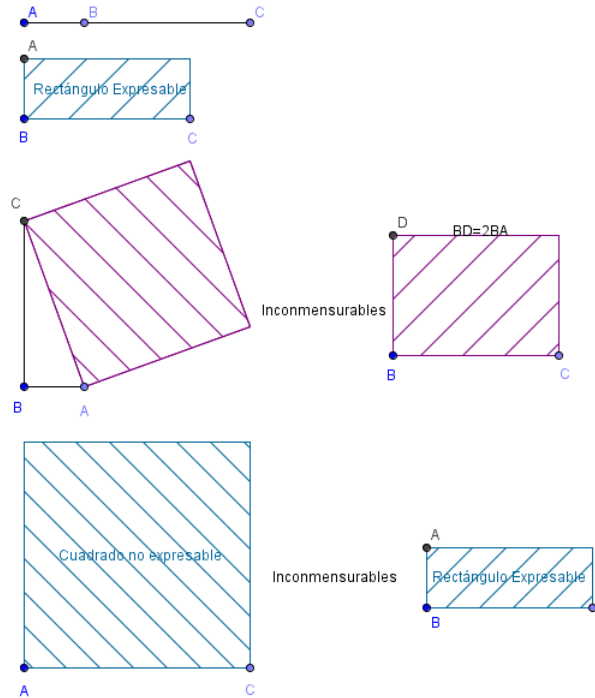 A
B
C
A
Rectángulo Expresable
B
C
C
D
BD=2BA
Inconmensurables
B
A
B
C
Cuadrado no expresable
Inconmensurables
A
Rectángulo Expresable
B
A
C